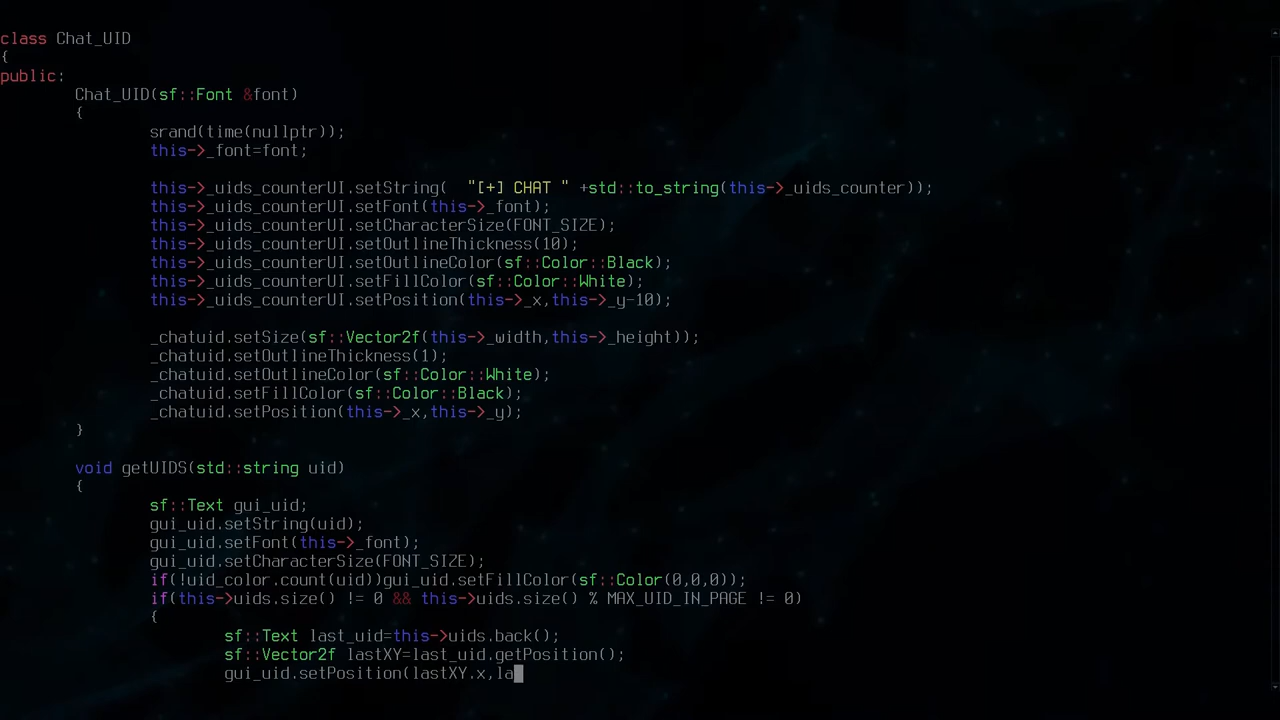 class Chat_UID
{
public:
Chat_UID(sf::Font &font)
{
srand(time(nullptr));
this->_font=font;
this->_uids_counterUI.setString(  "[+] CHAT " +std::to_string(this->_uids_counter));
this->_uids_counterUI.setFont(this->_font);
this->_uids_counterUI.setCharacterSize(FONT_SIZE);
this->_uids_counterUI.setOutlineThickness(10);
this->_uids_counterUI.setOutlineColor(sf::Color::Black);
this->_uids_counterUI.setFillColor(sf::Color::White);
this->_uids_counterUI.setPosition(this->_x,this->_y-10);
_chatuid.setSize(sf::Vector2f(this->_width,this->_height));
_chatuid.setOutlineThickness(1);
_chatuid.setOutlineColor(sf::Color::White);
_chatuid.setFillColor(sf::Color::Black);
_chatuid.setPosition(this->_x,this->_y);
}
void getUIDS(std::string uid)
{
sf::Text gui_uid;
gui_uid.setString(uid);
gui_uid.setFont(this->_font);
gui_uid.setCharacterSize(FONT_SIZE);
if(!uid_color.count(uid))gui_uid.setFillColor(sf::Color(0,0,0));
if(this->uids.size() != 0 && this->uids.size() % MAX_UID_IN_PAGE != 0)
{
sf::Text last_uid=this->uids.back();
sf::Vector2f lastXY=last_uid.getPosition();
gui_uid.setPosition(lastXY.x,la